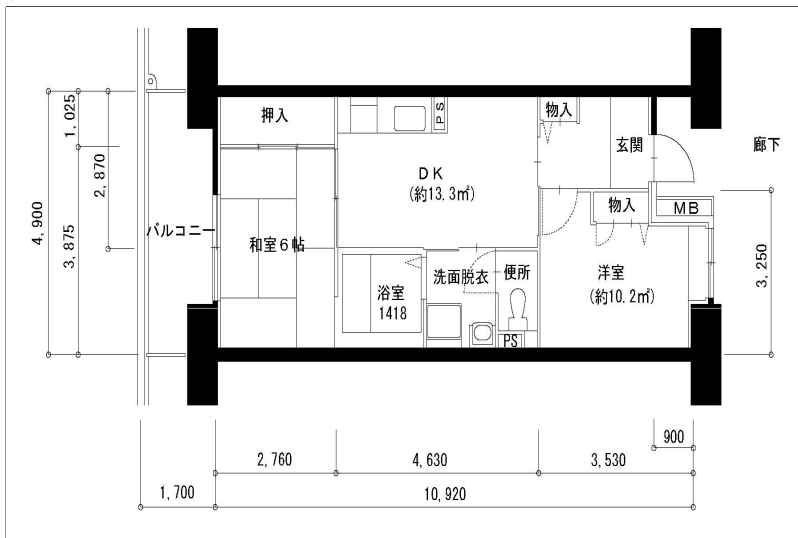 押入
PS
物入
玄関
廊下
DK
(約13.3㎡)
物入
MB
バルコニー
和室6帖
浴室
1418
洗面脱衣
便所
洋室
(約10.2㎡)
PS
1,025
2,870
4,900
3,875
3,250
900
2,760
4,630
3,530
1,700
10,920